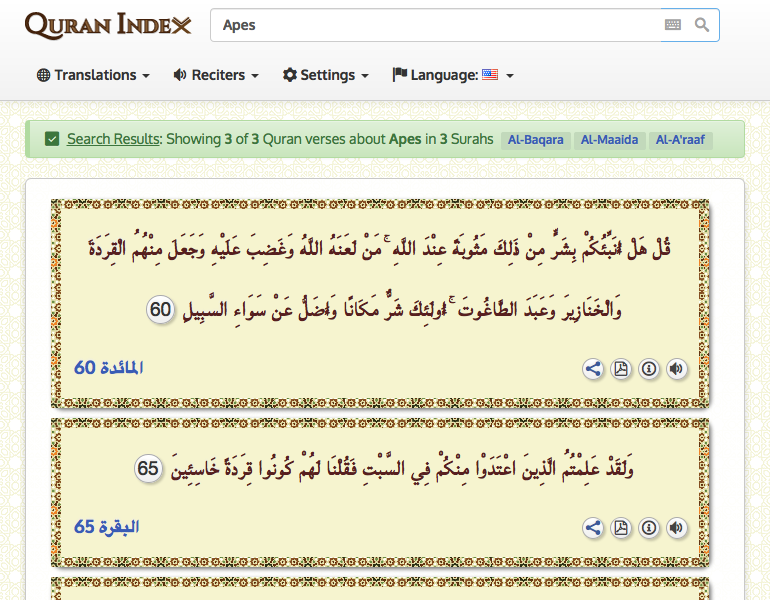 QURAN INDEX
Apes
Translations Reciters Settings Language:
Search Results: Showing 3 of 3 Quran verses about Apes in 3 Surahs Al-Baqara Al-Maaida Al-A'raaf
قُلْ هَلْ أُنَبِّئُكُمْ بِشَرٍّ مِنْ ذَلِكَ مَثُوبَةً عِنْدَ اللَّهِ ۚ مَنْ لَعَنَهُ اللَّهُ وَغَضِبَ عَلَيْهِ وَجَعَلَ مِنْهُمُ الْقِرَدَةَ
وَالْخَنَازِيرَ وَعَبَدَ الطَّاغُوتَ ۚ أُولَئِكَ شَرٌّ مَكَانًا وَأَضَلُّ عَنْ سَوَاءِ السَّبِيلِ 60
المائدة 60
وَلَقَدْ عَلِمْتُمُ الَّذِينَ اعْتَدَوْا مِنْكُمْ فِي السَّبْتِ فَقُلْنَا لَهُمْ كُونُوا قِرَدَةً خَاسِئِينَ 65
البقرة 65